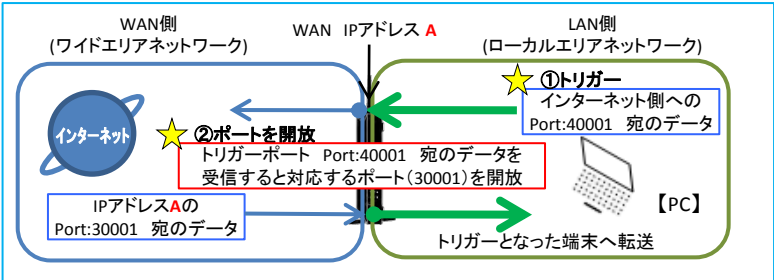 WAN側
(ワイドエリアネットワーク)
WAN IPアドレス A
LAN側
(ローカルエリアネットワーク)
①トリガー
インターネット側への
Port:40001 宛のデータ
インターネット
②ポートを開放
トリガーポート Port:40001 宛のデータを
受信すると対応するポート(30001)を開放
IPアドレスAの
Port:30001 宛のデータ
【PC】
トリガーとなった端末へ転送